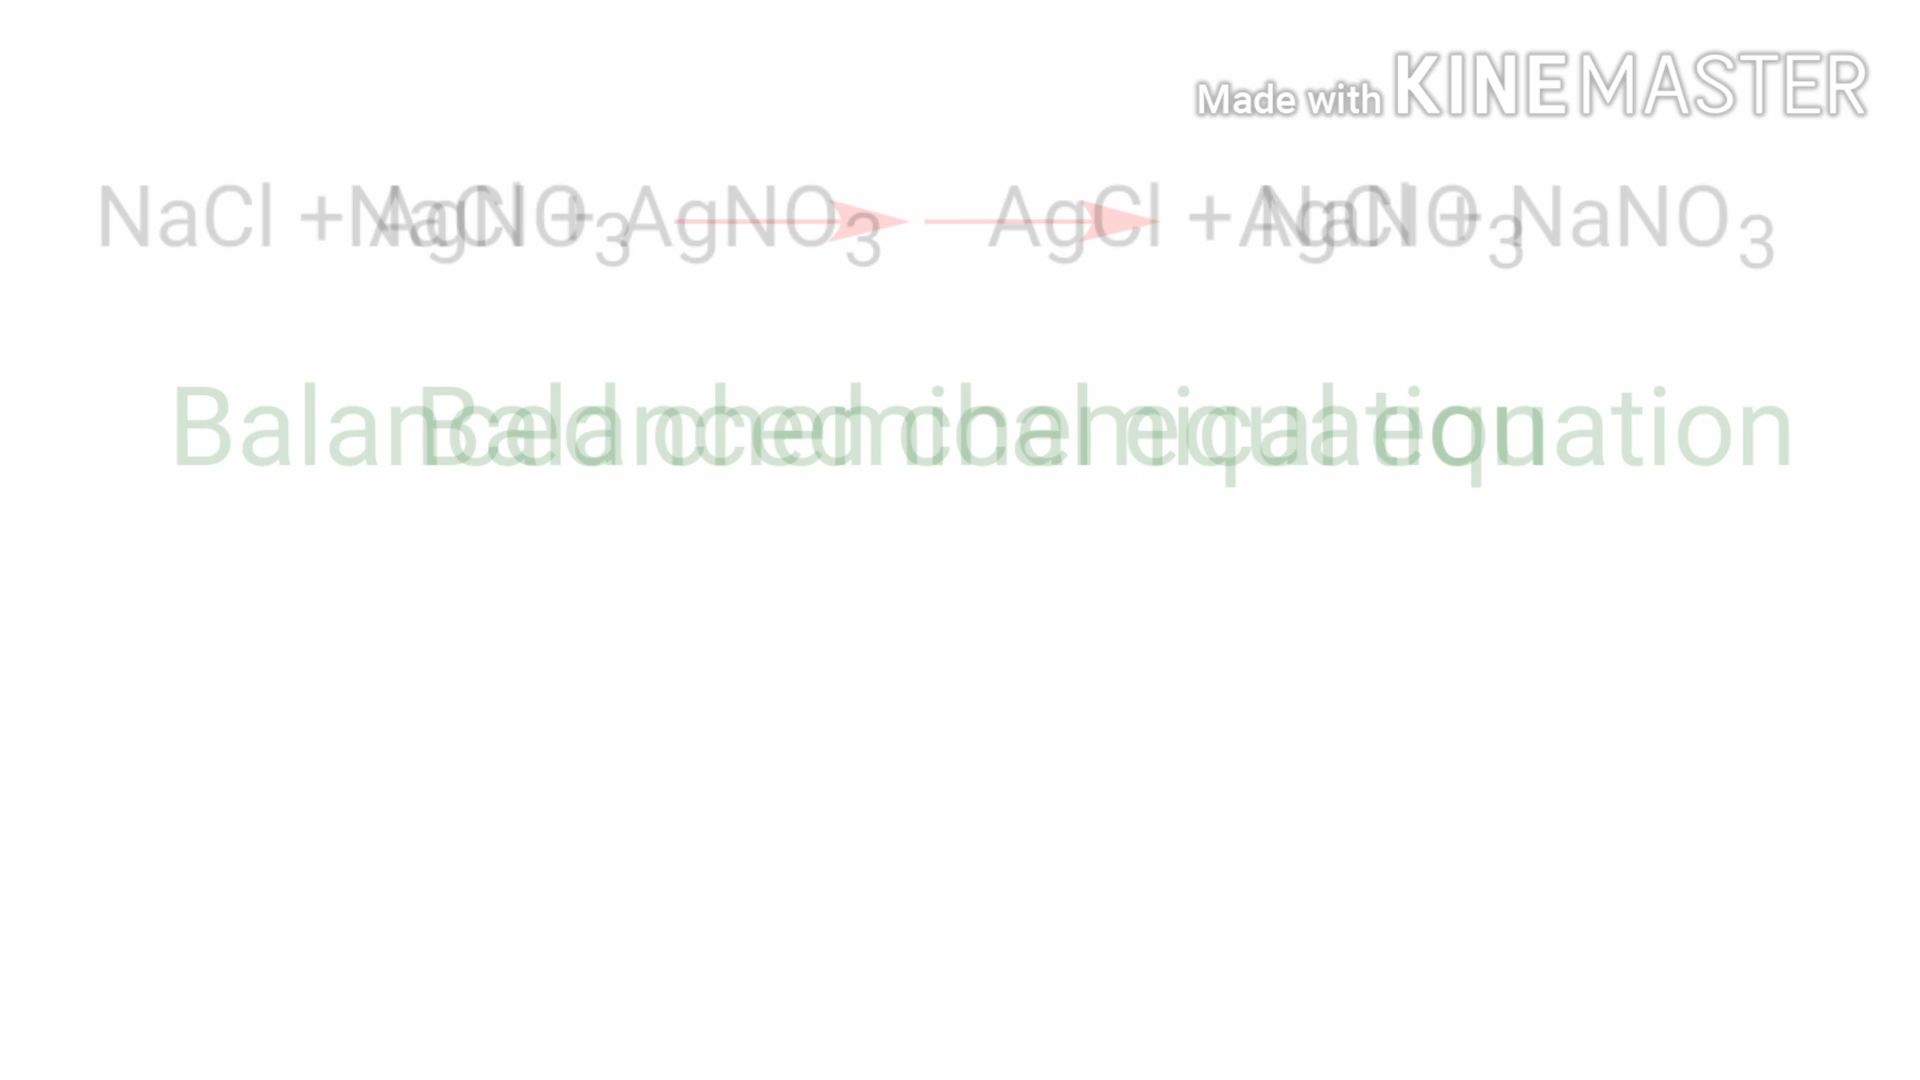 Made with KINEMASTER
NaCl + AgNO₃ → AgCl + NaNO₃
Balanced chemical equation